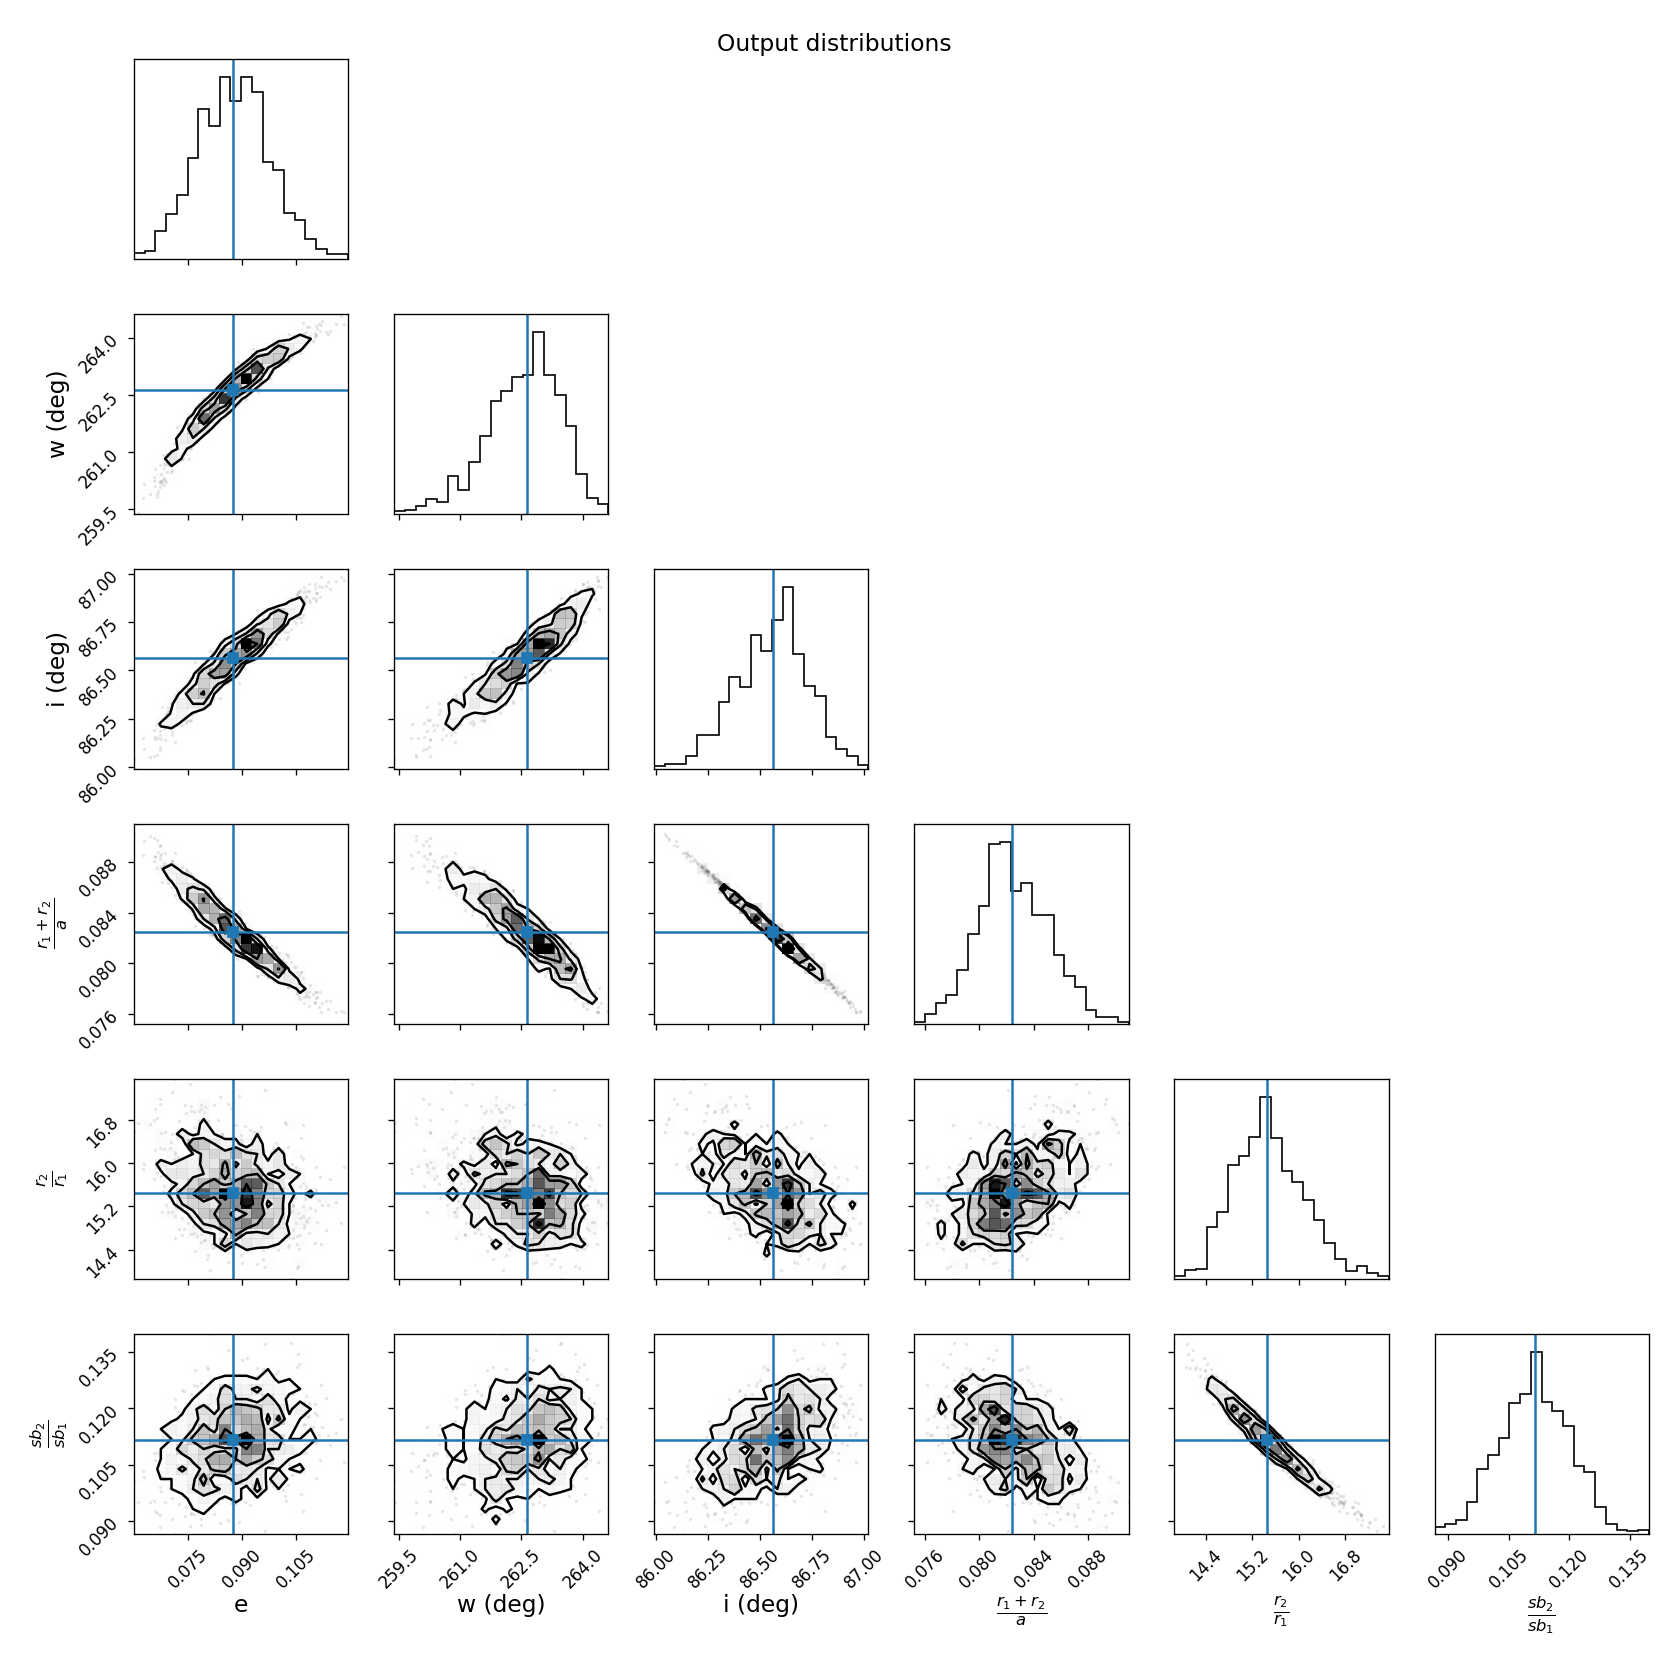 Output distributions
w (deg)
264.0
262.5
261.0
259.5
i (deg)
87.00
86.75
86.50
86.25
86.00
r₁ + r₂
a
0.088
0.084
0.080
0.076
r₂
r₁
16.8
16.0
15.2
14.4
sb₂
sb₁
0.135
0.120
0.105
0.090
0.075 0.090 0.105
e
259.5 261.0 262.5 264.0
w (deg)
86.00 86.25 86.50 86.75 87.00
i (deg)
0.076 0.080 0.084 0.088
r₁ + r₂
a
14.4 15.2 16.0 16.8
r₂
r₁
0.090 0.105 0.120 0.135
sb₂
sb₁